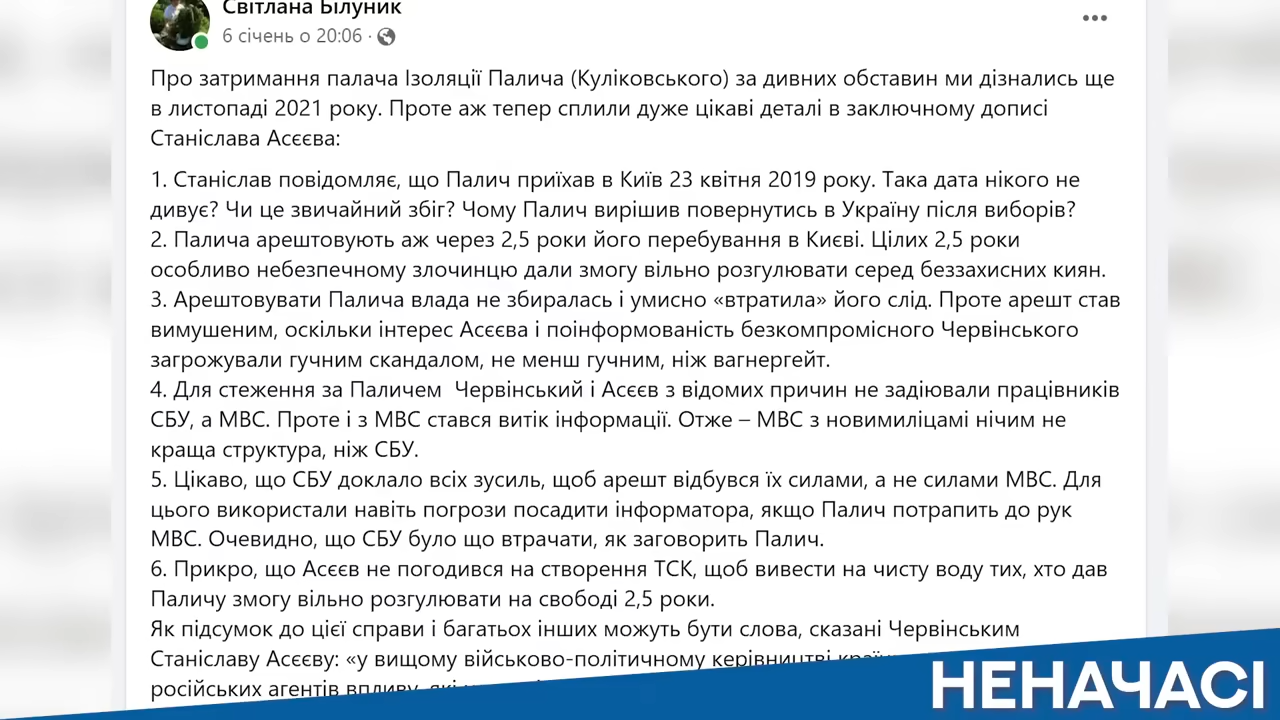 Світлана Білуник
6 січень о 20:06 ·
Про затримання палача Ізоляції Палича (Куліковського) за дивних обставин ми дізнались ще
в листопаді 2021 року. Проте аж тепер сплили дуже цікаві деталі в заключному дописі
Станіслава Асєєва:
1. Станіслав повідомляє, що Палич приїхав в Київ 23 квітня 2019 року. Така дата нікого не
дивує? Чи це звичайний збіг? Чому Палич вирішив повернутись в Україну після виборів?
2. Палича арештовують аж через 2,5 роки його перебування в Києві. Цілих 2,5 роки
особливо небезпечному злочинцю дали змогу вільно розгулювати серед беззахисних киян.
3. Арештовувати Палича влада не збиралась і умисно «втратила» його слід. Проте арешт став
вимушеним, оскільки інтерес Асєєва і поінформованість безкомпромісного Червінського
загрожували гучним скандалом, не менш гучним, ніж вагнергейт.
4. Для стеження за Паличем Червінський і Асєєв з відомих причин не задіювали працівників
СБУ, а МВС. Проте і з МВС стався витік інформації. Отже – МВС з новимиліцамі нічим не
краща структура, ніж СБУ.
5. Цікаво, що СБУ доклало всіх зусиль, щоб арешт відбувся їх силами, а не силами МВС. Для
цього використали навіть погрози посадити інформатора, якщо Палич потрапить до рук
МВС. Очевидно, що СБУ було що втрачати, як заговорить Палич.
6. Прикро, що Асєєв не погодився на створення ТСК, щоб вивести на чисту воду тих, хто дав
Паличу змогу вільно розгулювати на свободі 2,5 роки.
Як підсумок до цієї справи і багатьох інших можуть бути слова, сказані Червінським
Станіславу Асєєву: «у вищому військово-політичному керівництві
російських агентів впливу,
НЕНАЧАСІ